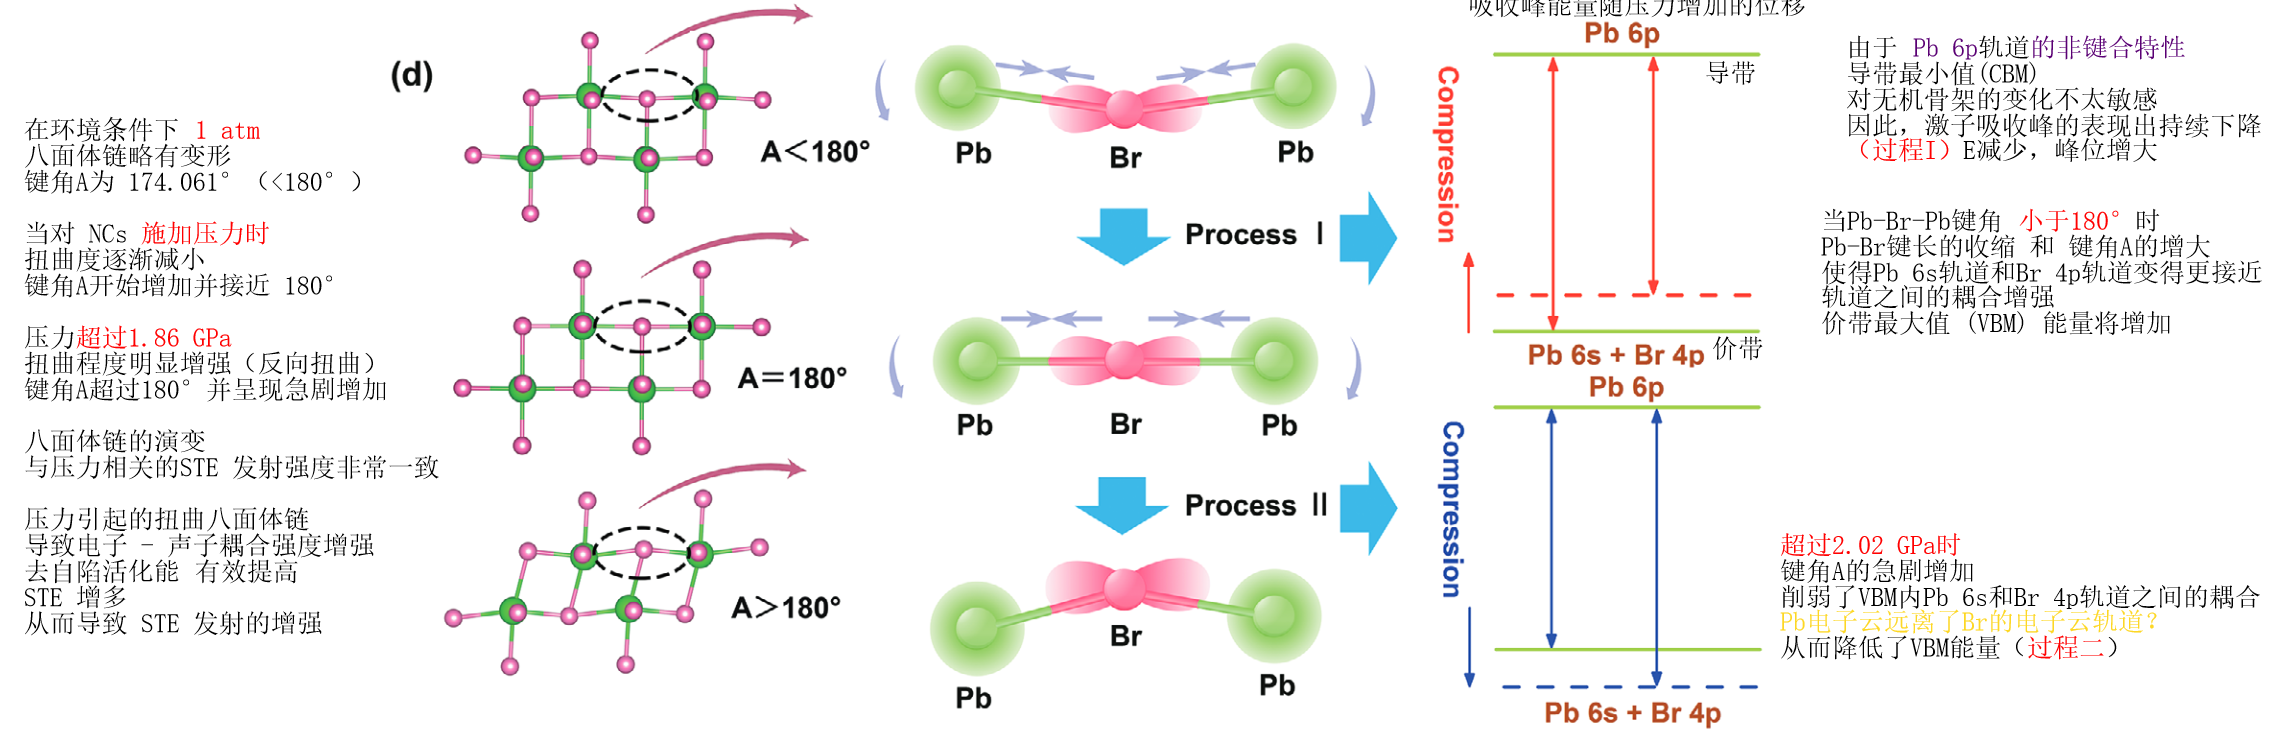 吸收峰能量随压力增加的位移
(d)
在环境条件下 1 atm
八面体链略有变形
键角A为 174.061° (<180° )
当对 NCs 施加压力时
扭曲度逐渐减小
键角A开始增加并接近 180°
压力超过1.86 GPa
扭曲程度明显增强（反向扭曲）
键角A超过180° 并呈现急剧增加
八面体链的演变
与压力相关的STE 发射强度非常一致
压力引起的扭曲八面体链
导致电子 - 声子耦合强度增强
去自陷活化能 有效提高
STE 增多
从而导致 STE 发射的增强
A<180°
A=180°
A>180°
Pb
Br
Pb
Process Ⅰ
Pb
Br
Pb
Process Ⅱ
Br
Pb
Pb
Pb 6p
导带
Compression
Pb 6s + Br 4p 价带
Pb 6p
Compression
Pb 6s + Br 4p
由于 Pb 6p轨道的非键合特性
导带最小值(CBM)
对无机骨架的变化不太敏感
因此，激子吸收峰的表现出持续下降
（过程I）E减少，峰位增大
当Pb-Br-Pb键角 小于180° 时
Pb-Br键长的收缩 和 键角A的增大
使得Pb 6s轨道和Br 4p轨道变得更接近
轨道之间的耦合增强
价带最大值 (VBM) 能量将增加
超过2.02 GPa时
键角A的急剧增加
削弱了VBM内Pb 6s和Br 4p轨道之间的耦合
Pb电子云远离了Br的电子云轨道?
从而降低了VBM能量（过程二）